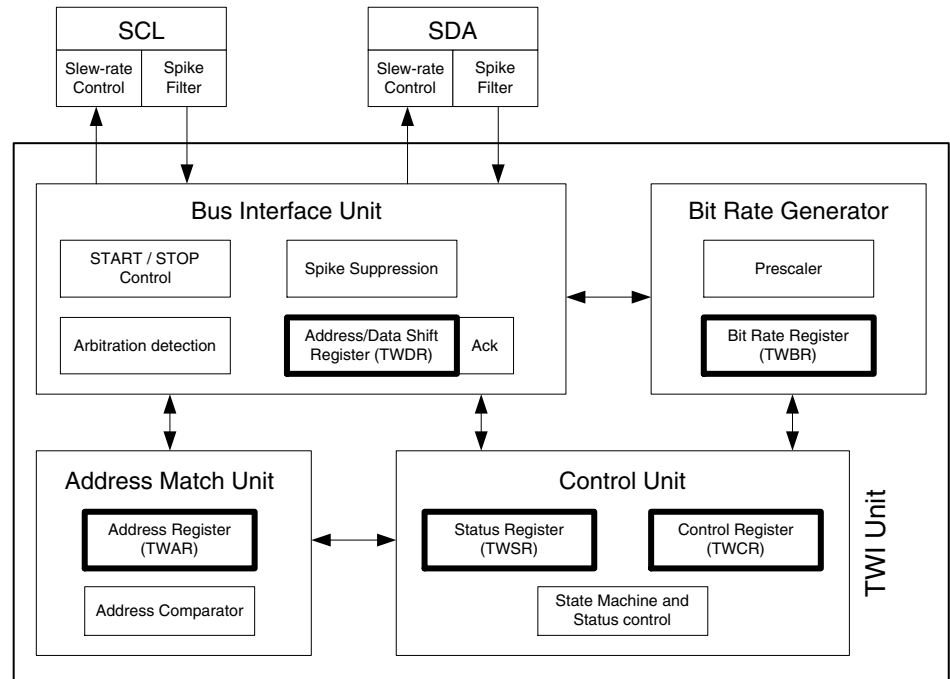 SCL
Slew-rate
Control
Spike
Filter
SDA
Slew-rate
Control
Spike
Filter
Bus Interface Unit
START / STOP
Control
Spike Suppression
Arbitration detection
Address/Data Shift
Register (TWDR)
Ack
Bit Rate Generator
Prescaler
Bit Rate Register
(TWBR)
Address Match Unit
Address Register
(TWAR)
Address Comparator
Control Unit
Status Register
(TWSR)
Control Register
(TWCR)
State Machine and
Status control
TWI Unit